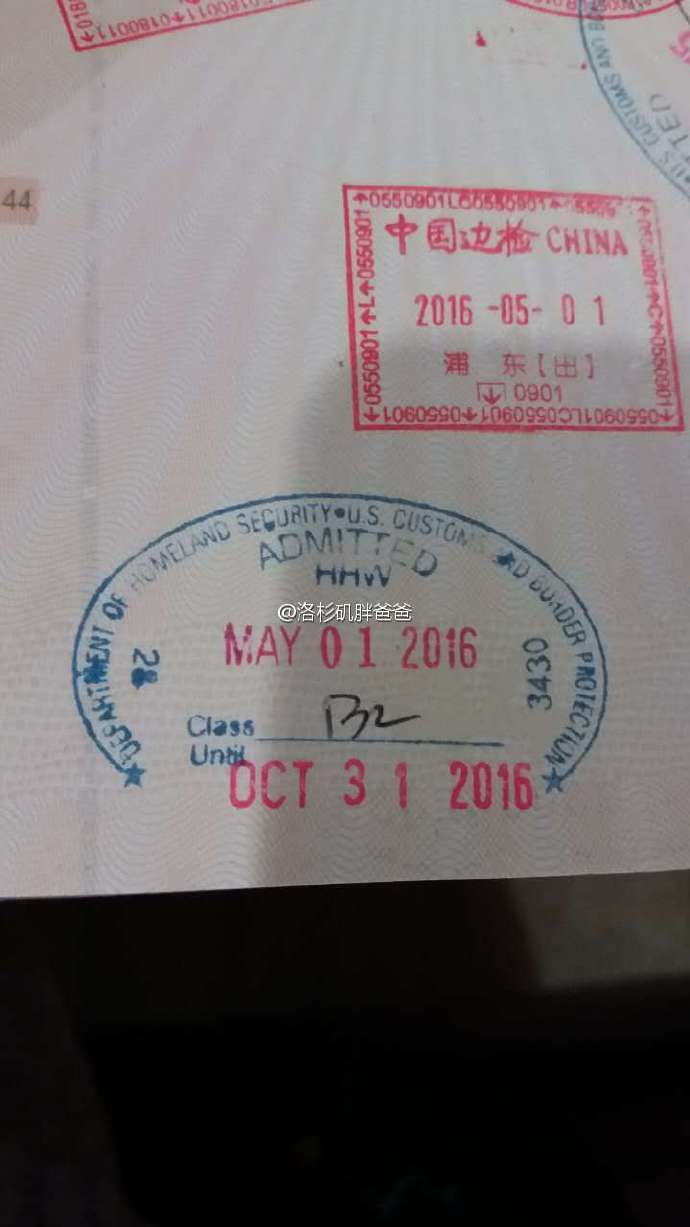 44
↑0550901LC0550901↑
中国边检 CHINA
2016 -05- 0 1
浦 东【出】
0901
DEPARTMENT OF HOMELAND SECURITY•U.S. CUSTOMS AND BORDER PROTECTION
ADMITTED
HHW
@洛杉矶胖爸爸
MAY 0 1 2016
28
3430
Class B2
Until
OCT 3 1 2016